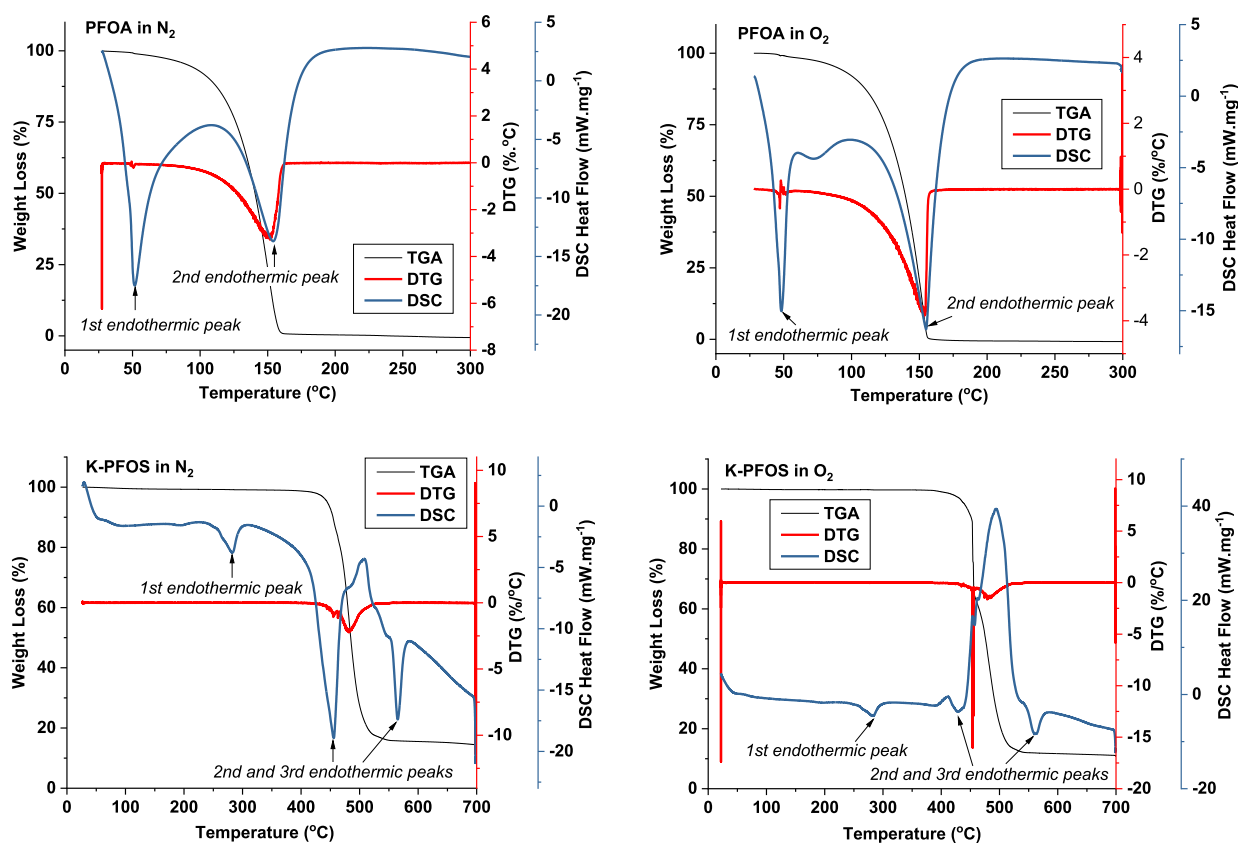 PFOA in N₂
Weight Loss (%)
100
75
50
25
0
0
50
100
150
200
250
300
Temperature (°C)
6
4
2
0
-2
-4
-6
-8
DTG (%.°C)
5
0
-5
-10
-15
-20
DSC Heat Flow (mW.mg⁻¹)
2nd endothermic peak
1st endothermic peak
TGA
DTG
DSC
PFOA in O₂
Weight Loss (%)
100
75
50
25
0
0
50
100
150
200
250
300
Temperature (°C)
4
2
0
-2
-4
DTG (%/°C)
5
0
-5
-10
-15
DSC Heat Flow (mW.mg⁻¹)
TGA
DTG
DSC
2nd endothermic peak
1st endothermic peak
K-PFOS in N₂
Weight Loss (%)
100
80
60
40
20
0
0
100
200
300
400
500
600
700
Temperature (°C)
10
5
0
-5
-10
DTG (%/°C)
0
-5
-10
-15
-20
DSC Heat Flow (mW.mg⁻¹)
TGA
DTG
DSC
1st endothermic peak
2nd and 3rd endothermic peaks
K-PFOS in O₂
Weight Loss (%)
100
80
60
40
20
0
0
100
200
300
400
500
600
700
Temperature (°C)
10
5
0
-5
-10
-15
-20
DTG (%/°C)
40
20
0
-20
DSC Heat Flow (mW.mg⁻¹)
TGA
DTG
DSC
1st endothermic peak
2nd and 3rd endothermic peaks